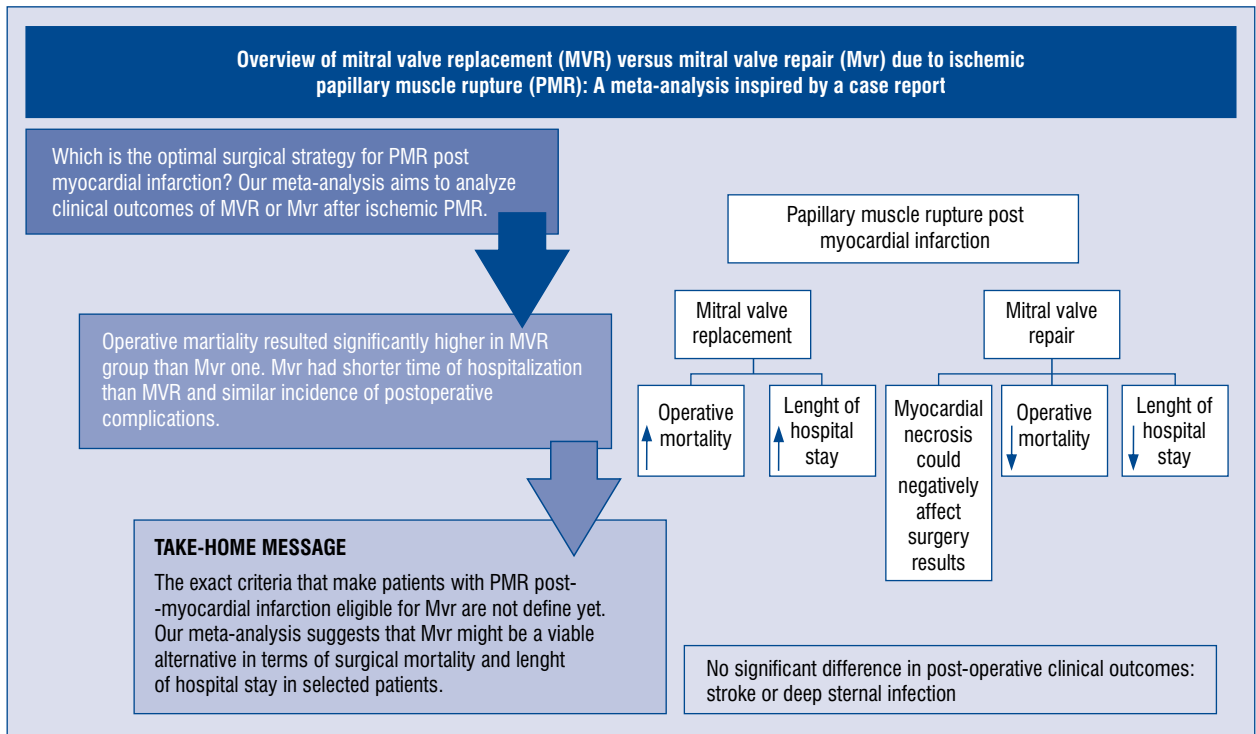 Overview of mitral valve replacement (MVR) versus mitral valve repair (Mvr) due to ischemic
papillary muscle rupture (PMR): A meta-analysis inspired by a case report
Which is the optimal surgical strategy for PMR post
myocardial infarction? Our meta-analysis aims to analyze
clinical outcomes of MVR or Mvr after ischemic PMR.
Operative martiality resulted significantly higher in MVR
group than Mvr one. Mvr had shorter time of hospitalization
than MVR and similar incidence of postoperative
complications.
TAKE-HOME MESSAGE
The exact criteria that make patients with PMR post-
-myocardial infarction eligible for Mvr are not define yet.
Our meta-analysis suggests that Mvr might be a viable
alternative in terms of surgical mortality and lenght
of hospital stay in selected patients.
Papillary muscle rupture post
myocardial infarction
Mitral valve
replacement
Mitral valve
repair
Operative
mortality
Lenght of
hospital
stay
Myocardial
necrosis
could
negatively
affect
surgery
results
Operative
mortality
Lenght of
hospital
stay
No significant difference in post-operative clinical outcomes:
stroke or deep sternal infection